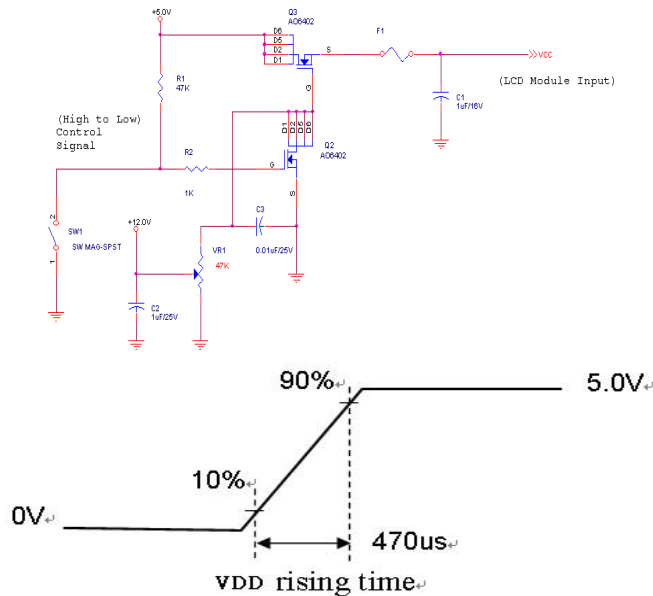 Q3
+5.0V
AO6402
D6
D5
D2
D1
S
G
F1
VCC
(LCD Module Input)
R1
47K
C1
1uF/16V
(High to Low)
Control
Signal
D1
D2
D5
D6
Q2
AO6402
R2
G
1K
S
2
SW1
SW MAG-SPST
1
+12.0V
C3
0.01uF/25V
VR1
47K
C2
1uF/25V
90%
5.0V
10%
0V
470us
VDD rising time